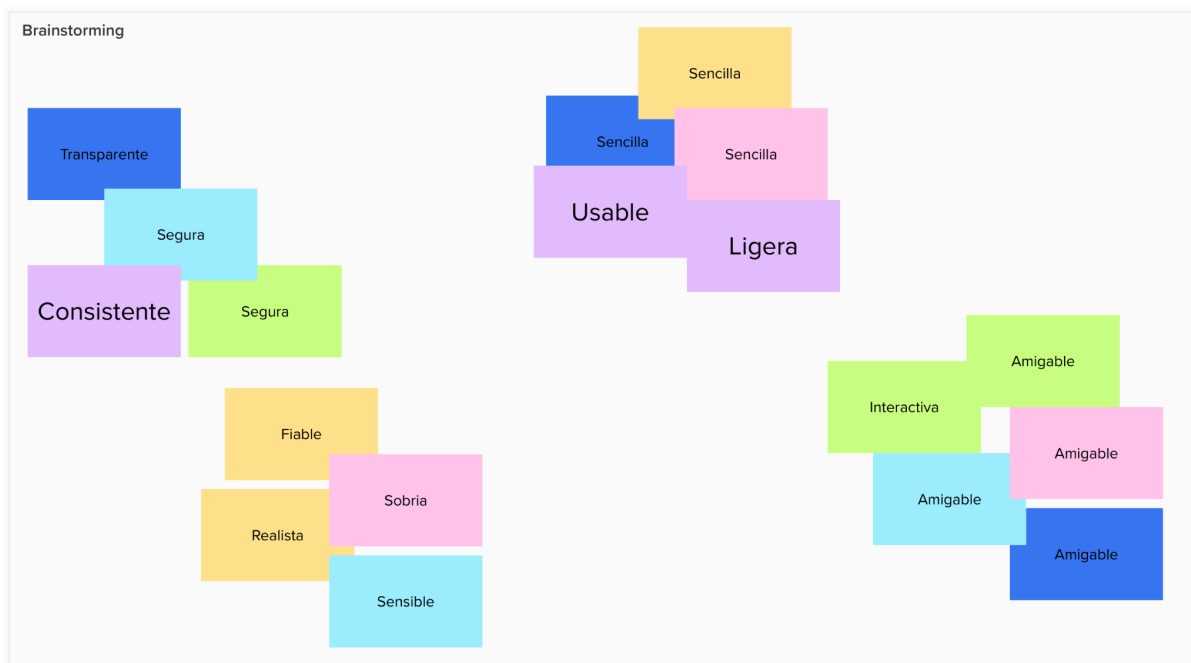 Brainstorming
Transparente
Segura
Consistente
Segura
Fiable
Sobria
Realista
Sensible
Sencilla
Sencilla
Sencilla
Usable
Ligera
Amigable
Interactiva
Amigable
Amigable
Amigable